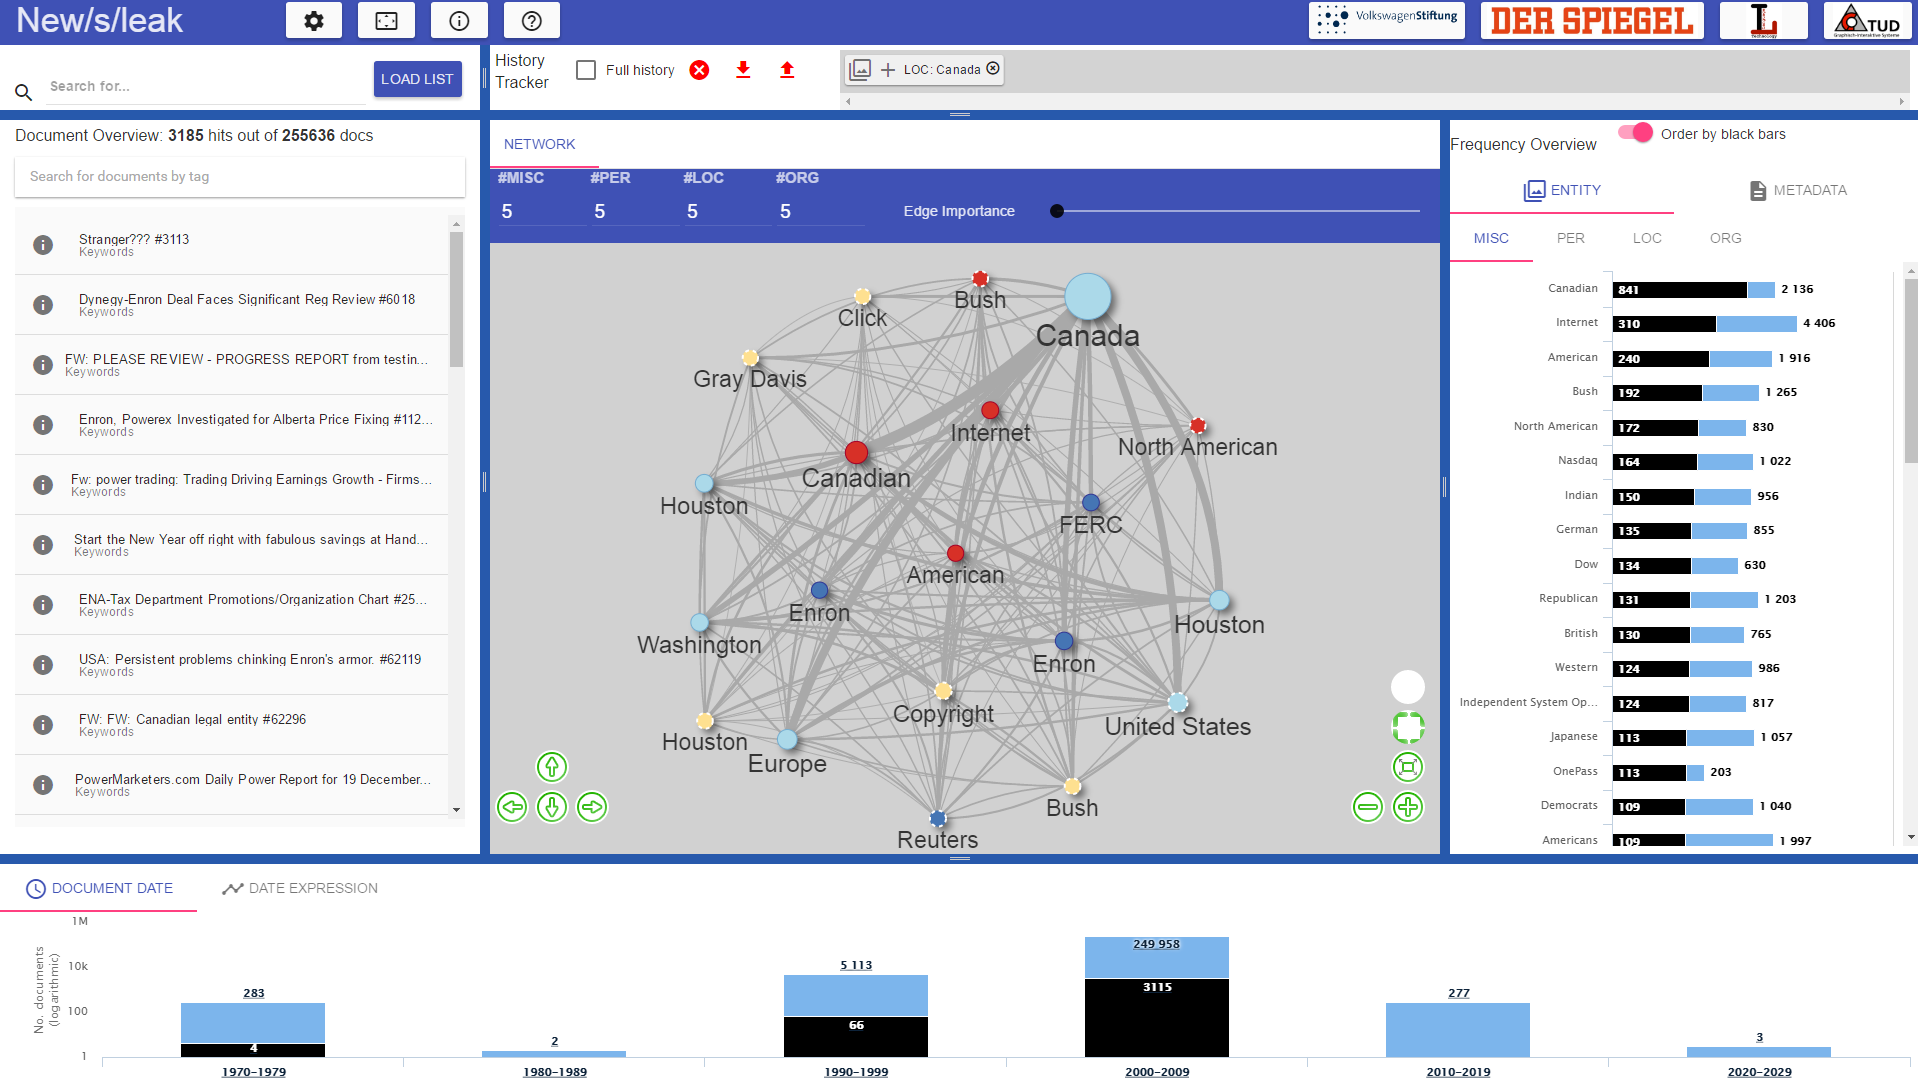 New/s/leak
VolkswagenStiftung
DER SPIEGEL
TUD
Search for...
LOAD LIST
History
Tracker
Full history
LOC: Canada
Document Overview: 3185 hits out of 255636 docs
Search for documents by tag
Stranger??? #3113
Keywords
Dynegy-Enron Deal Faces Significant Reg Review #6018
Keywords
FW: PLEASE REVIEW - PROGRESS REPORT from testin...
Keywords
Enron, Powerex Investigated for Alberta Price Fixing #112...
Keywords
Fw: power trading: Trading Driving Earnings Growth - Firms...
Keywords
Start the New Year off right with fabulous savings at Hand...
Keywords
ENA-Tax Department Promotions/Organization Chart #25...
Keywords
USA: Persistent problems chinking Enron's armor. #62119
Keywords
FW: FW: Canadian legal entity #62296
Keywords
PowerMarketers.com Daily Power Report for 19 December...
Keywords
NETWORK
#MISC #PER #LOC #ORG
5 5 5 5 Edge Importance
Bush
Click
Canada
Gray Davis
Internet
North American
Canadian
Houston
FERC
American
Enron
Houston
Washington
Enron
Copyright
United States
Houston
Europe
Bush
Reuters
Frequency Overview
Order by black bars
ENTITY METADATA
MISC PER LOC ORG
Canadian 841 2 136
Internet 310 4 406
American 240 1 916
Bush 192 1 265
North American 172 830
Nasdaq 164 1 022
Indian 150 956
German 135 855
Dow 134 630
Republican 131 1 203
British 130 765
Western 124 986
Independent System Op... 124 817
Japanese 113 1 057
OnePass 113 203
Democrats 109 1 040
Americans 109 1 997
DOCUMENT DATE DATE EXPRESSION
No. documents
(logarithmic)
1M
10k
100
1
283
4
2
5 113
66
249 958
3115
277
3
1970-1979 1980-1989 1990-1999 2000-2009 2010-2019 2020-2029